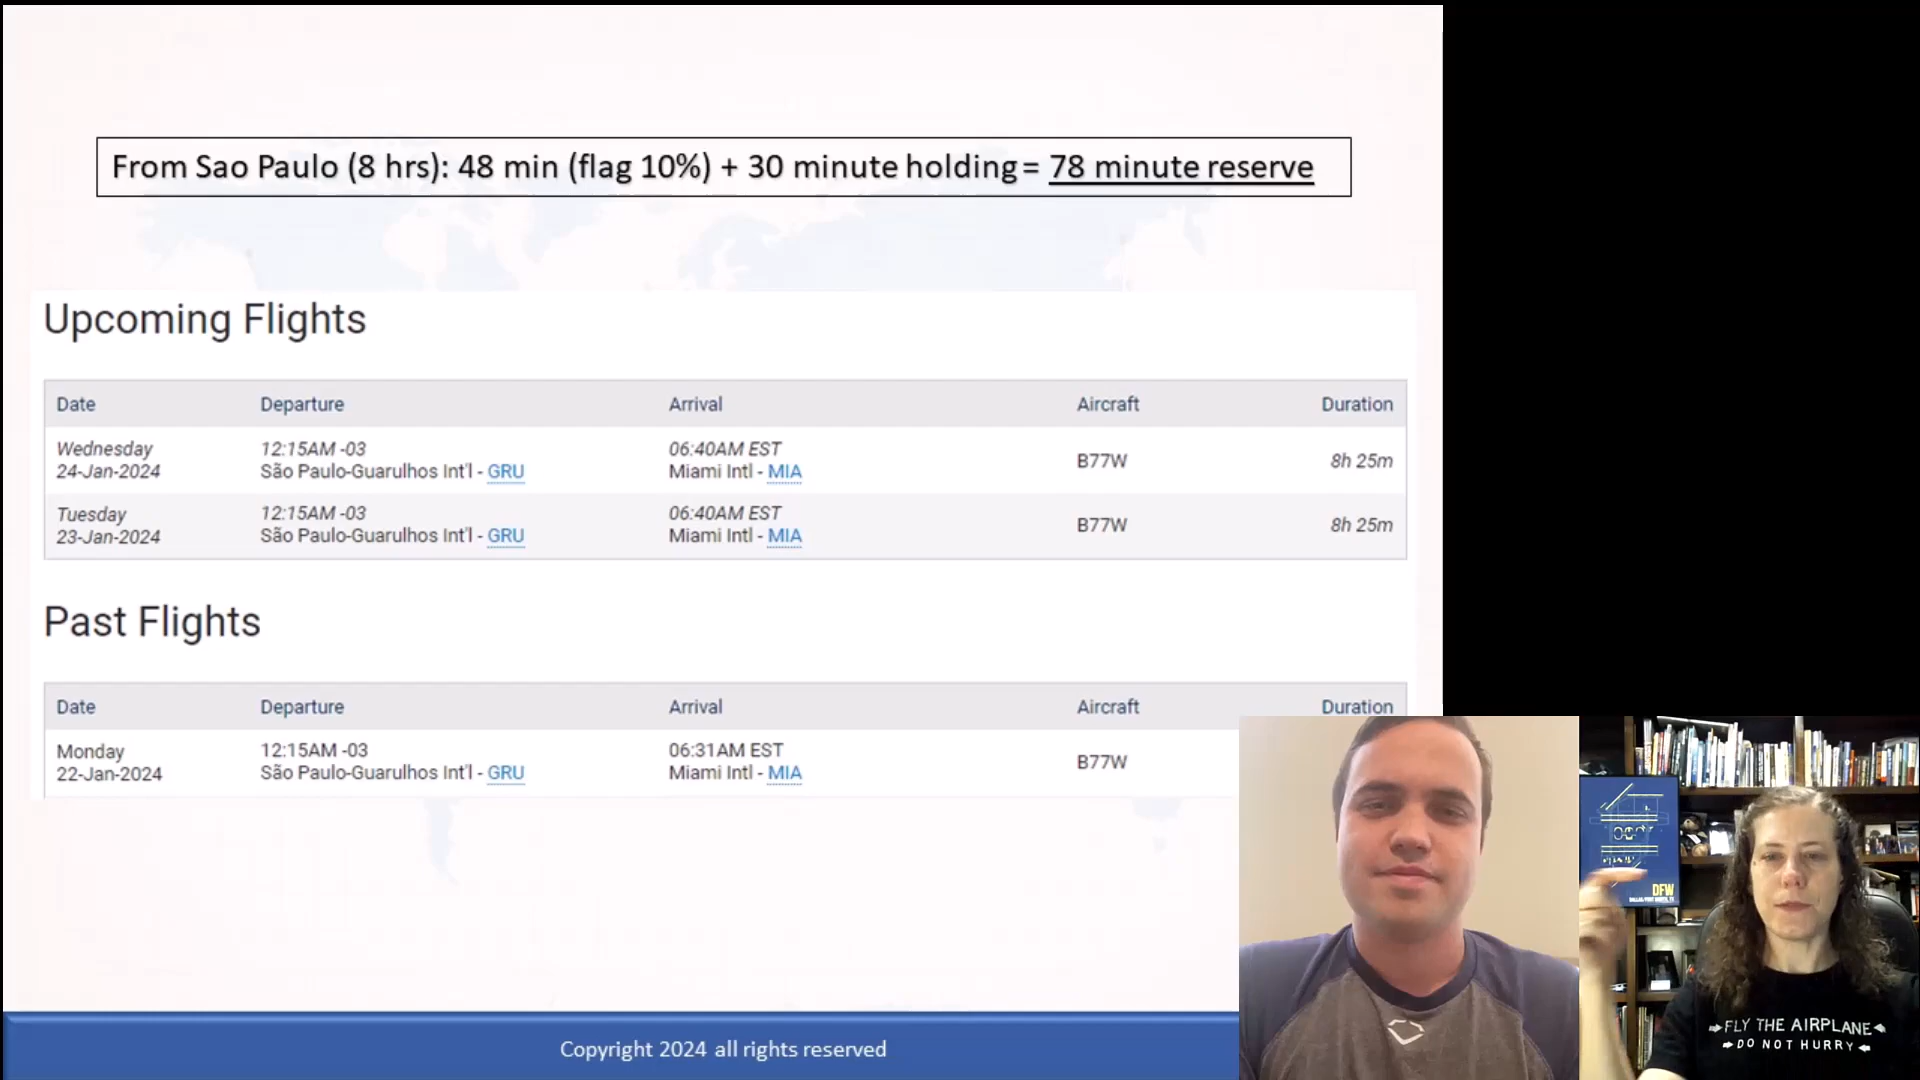 From Sao Paulo (8 hrs): 48 min (flag 10%) + 30 minute holding = 78 minute reserve
Upcoming Flights
Date Departure Arrival Aircraft Duration
Wednesday 12:15AM -03 06:40AM EST
24-Jan-2024 São Paulo-Guarulhos Int'l - GRU Miami Intl - MIA B77W 8h 25m
Tuesday 12:15AM -03 06:40AM EST
23-Jan-2024 São Paulo-Guarulhos Int'l - GRU Miami Intl - MIA B77W 8h 25m
Past Flights
Date Departure Arrival Aircraft Duration
Monday 12:15AM -03 06:31AM EST
22-Jan-2024 São Paulo-Guarulhos Int'l - GRU Miami Intl - MIA B77W
DFW
FLY THE AIRPLANE
DO NOT HURRY
Copyright 2024 all rights reserved